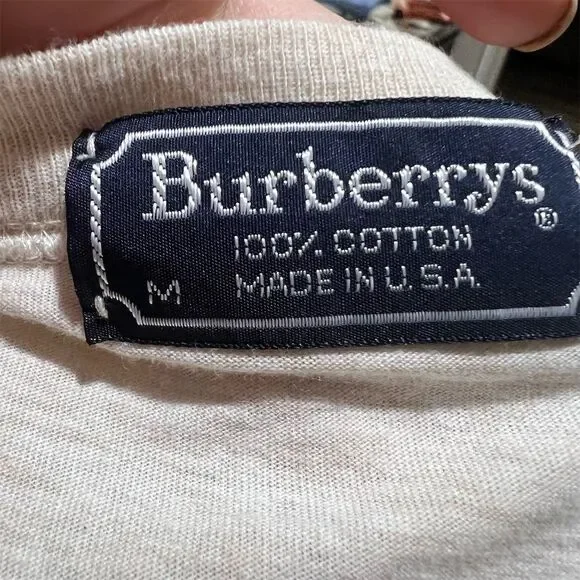 Burberrys®
100% COTTON
M MADE IN U.S.A.